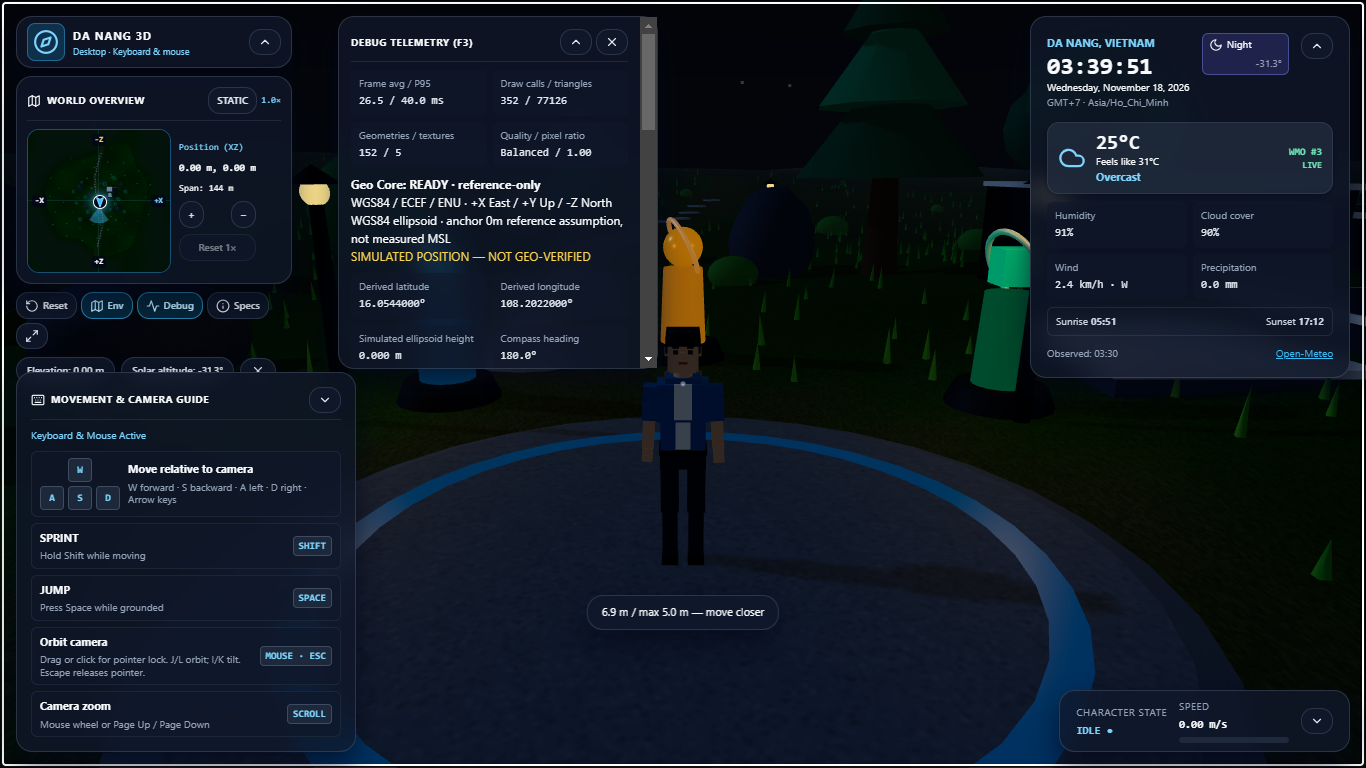 DA NANG 3D
Desktop · Keyboard & mouse
WORLD OVERVIEW
STATIC
1.0×
-Z
-X
+X
+Z
Position (XZ)
0.00 m, 0.00 m
Span: 144 m
+
−
Reset 1×
Reset
Env
Debug
Specs
Elevation: 0.00 m
Solar altitude: -31.3°
MOVEMENT & CAMERA GUIDE
Keyboard & Mouse Active
W
A
S
D
Move relative to camera
W forward · S backward · A left · D right ·
Arrow keys
SPRINT
Hold Shift while moving
SHIFT
JUMP
Press Space while grounded
SPACE
Orbit camera
Drag or click for pointer lock. J/L orbit; I/K tilt.
Escape releases pointer.
MOUSE · ESC
Camera zoom
Mouse wheel or Page Up / Page Down
SCROLL
DEBUG TELEMETRY (F3)
Frame avg / P95
26.5 / 40.0 ms
Draw calls / triangles
352 / 77126
Geometries / textures
152 / 5
Quality / pixel ratio
Balanced / 1.00
Geo Core: READY · reference-only
WGS84 / ECEF / ENU · +X East / +Y Up / -Z North
WGS84 ellipsoid · anchor 0m reference assumption,
not measured MSL
SIMULATED POSITION — NOT GEO-VERIFIED
Derived latitude
16.0544000°
Derived longitude
108.2022000°
Simulated ellipsoid height
0.000 m
Compass heading
180.0°
6.9 m / max 5.0 m — move closer
DA NANG, VIETNAM
03:39:51
Wednesday, November 18, 2026
GMT+7 · Asia/Ho_Chi_Minh
Night
-31.3°
25°C
Feels like 31°C
Overcast
WMO #3
LIVE
Humidity
91%
Cloud cover
90%
Wind
2.4 km/h · W
Precipitation
0.0 mm
Sunrise 05:51
Sunset 17:12
Observed: 03:30
Open-Meteo
CHARACTER STATE
IDLE
SPEED
0.00 m/s